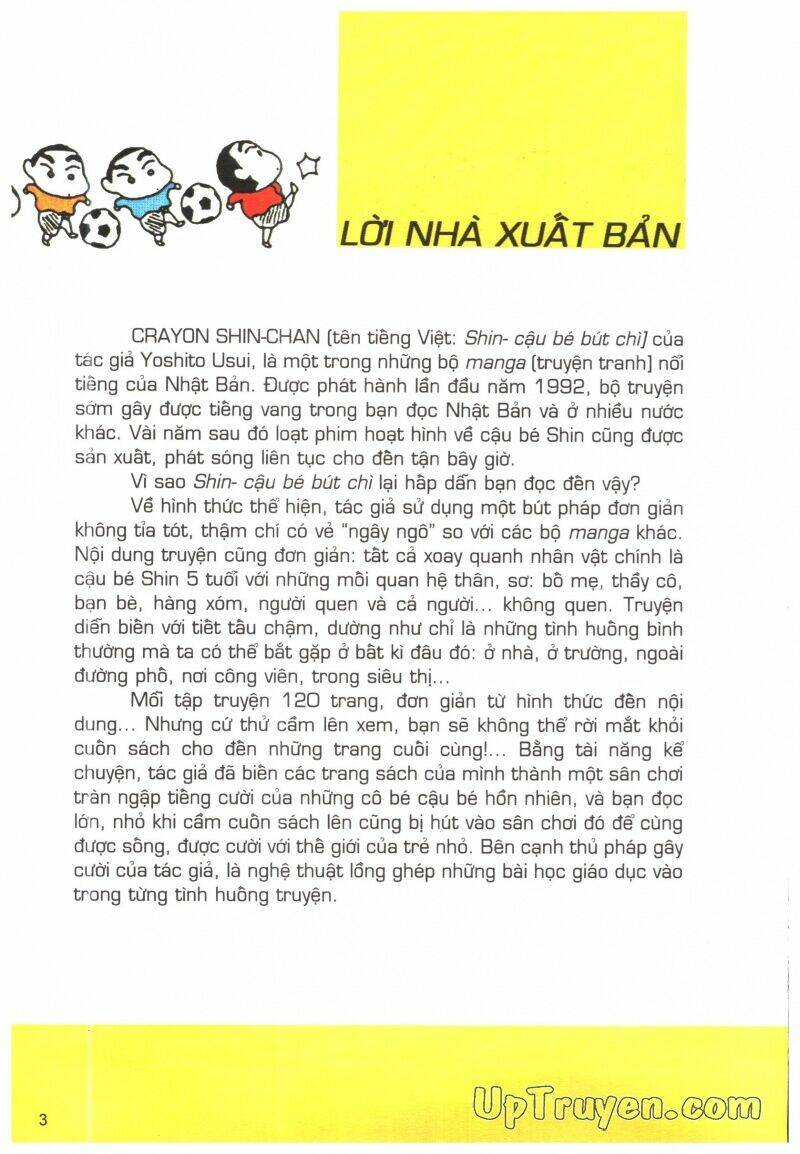 LỜI NHÀ XUẤT BẢN
CRAYON SHIN-CHAN (tên tiếng Việt: Shin- cậu bé bút chì) của
tác giả Yoshito Usui, là một trong những bộ manga (truyện tranh) nổi
tiếng của Nhật Bản. Được phát hành lần đầu năm 1992, bộ truyện
sớm gây được tiếng vang trong bạn đọc Nhật Bản và ở nhiều nước
khác. Vài năm sau đó loạt phim hoạt hình về cậu bé Shin cũng được
sản xuất, phát sóng liên tục cho đến tận bây giờ.
Vì sao Shin- cậu bé bút chì lại hấp dẫn bạn đọc đến vậy?
Về hình thức thể hiện, tác giả sử dụng một bút pháp đơn giản
không tỉa tót, thậm chí có vẻ “ngây ngô” so với các bộ manga khác.
Nội dung truyện cũng đơn giản: tất cả xoay quanh nhân vật chính là
cậu bé Shin 5 tuổi với những mối quan hệ thân, sơ: bố mẹ, thầy cô,
bạn bè, hàng xóm, người quen và cả người... không quen. Truyện
diễn biến với tiết tấu chậm, dường như chỉ là những tình huống bình
thường mà ta có thể bắt gặp ở bất kì đâu đó: ở nhà, ở trường, ngoài
đường phố, nơi công viên, trong siêu thị...
Mỗi tập truyện 120 trang, đơn giản từ hình thức đến nội
dung... Nhưng cứ thử cầm lên xem, bạn sẽ không thể rời mắt khỏi
cuốn sách cho đến những trang cuối cùng!... Bằng tài năng kể
chuyện, tác giả đã biến các trang sách của mình thành một sân chơi
tràn ngập tiếng cười của những cô bé cậu bé hồn nhiên, và bạn đọc
lớn, nhỏ khi cầm cuốn sách lên cũng bị hút vào sân chơi đó để cùng
được sống, được cười với thế giới của trẻ nhỏ. Bên cạnh thủ pháp gây
cười của tác giả, là nghệ thuật lồng ghép những bài học giáo dục vào
trong từng tình huống truyện.
3
UpTruyen.com